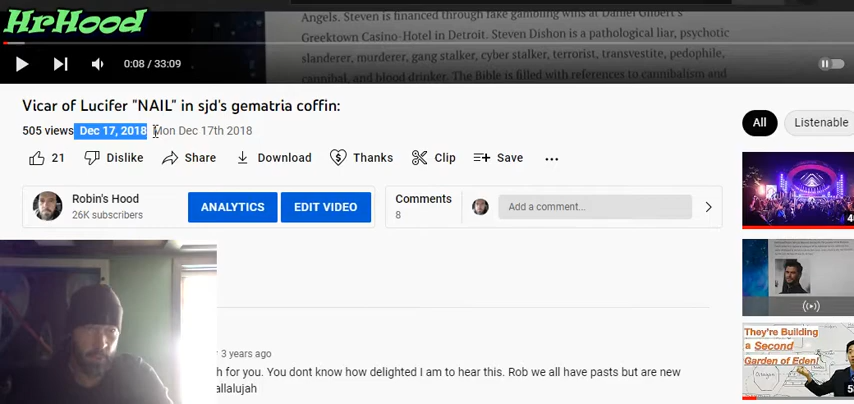 HrHood
Angels. Steven is financed through fake gambling wins at Daniel Gilbert's
Greektown Casino-Hotel in Detroit. Steven Dishon is a pathological liar, psychotic
slanderer, murderer, gang stalker, cyber stalker, terrorist, transvestite, pedophile,
cannibal, and blood drinker. The Bible is filled with references to cannibalism and
0:08 / 33:09
Vicar of Lucifer "NAIL" in sjd's gematria coffin:
505 views Dec 17, 2018 Mon Dec 17th 2018
21 Dislike Share Download Thanks Clip Save ...
Robin's Hood
26K subscribers
ANALYTICS
EDIT VIDEO
Comments
8
Add a comment...
All
Listenable
4
They're Building
a Second
Garden of Eden!
5
3 years ago
h for you. You dont know how delighted I am to hear this. Rob we all have pasts but are new
allalujah